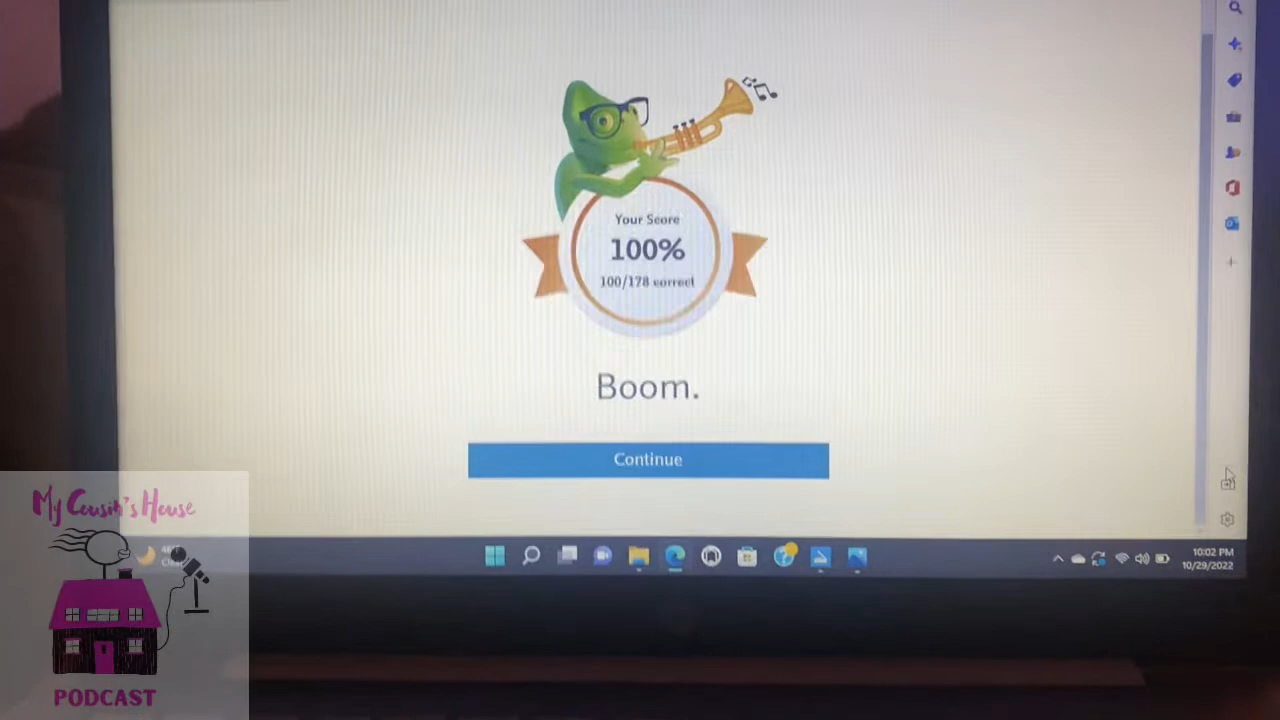 Your Score
100%
100/178 correct
Boom.
Continue
My Cousin's House
PODCAST
10:02 PM
10/29/2022